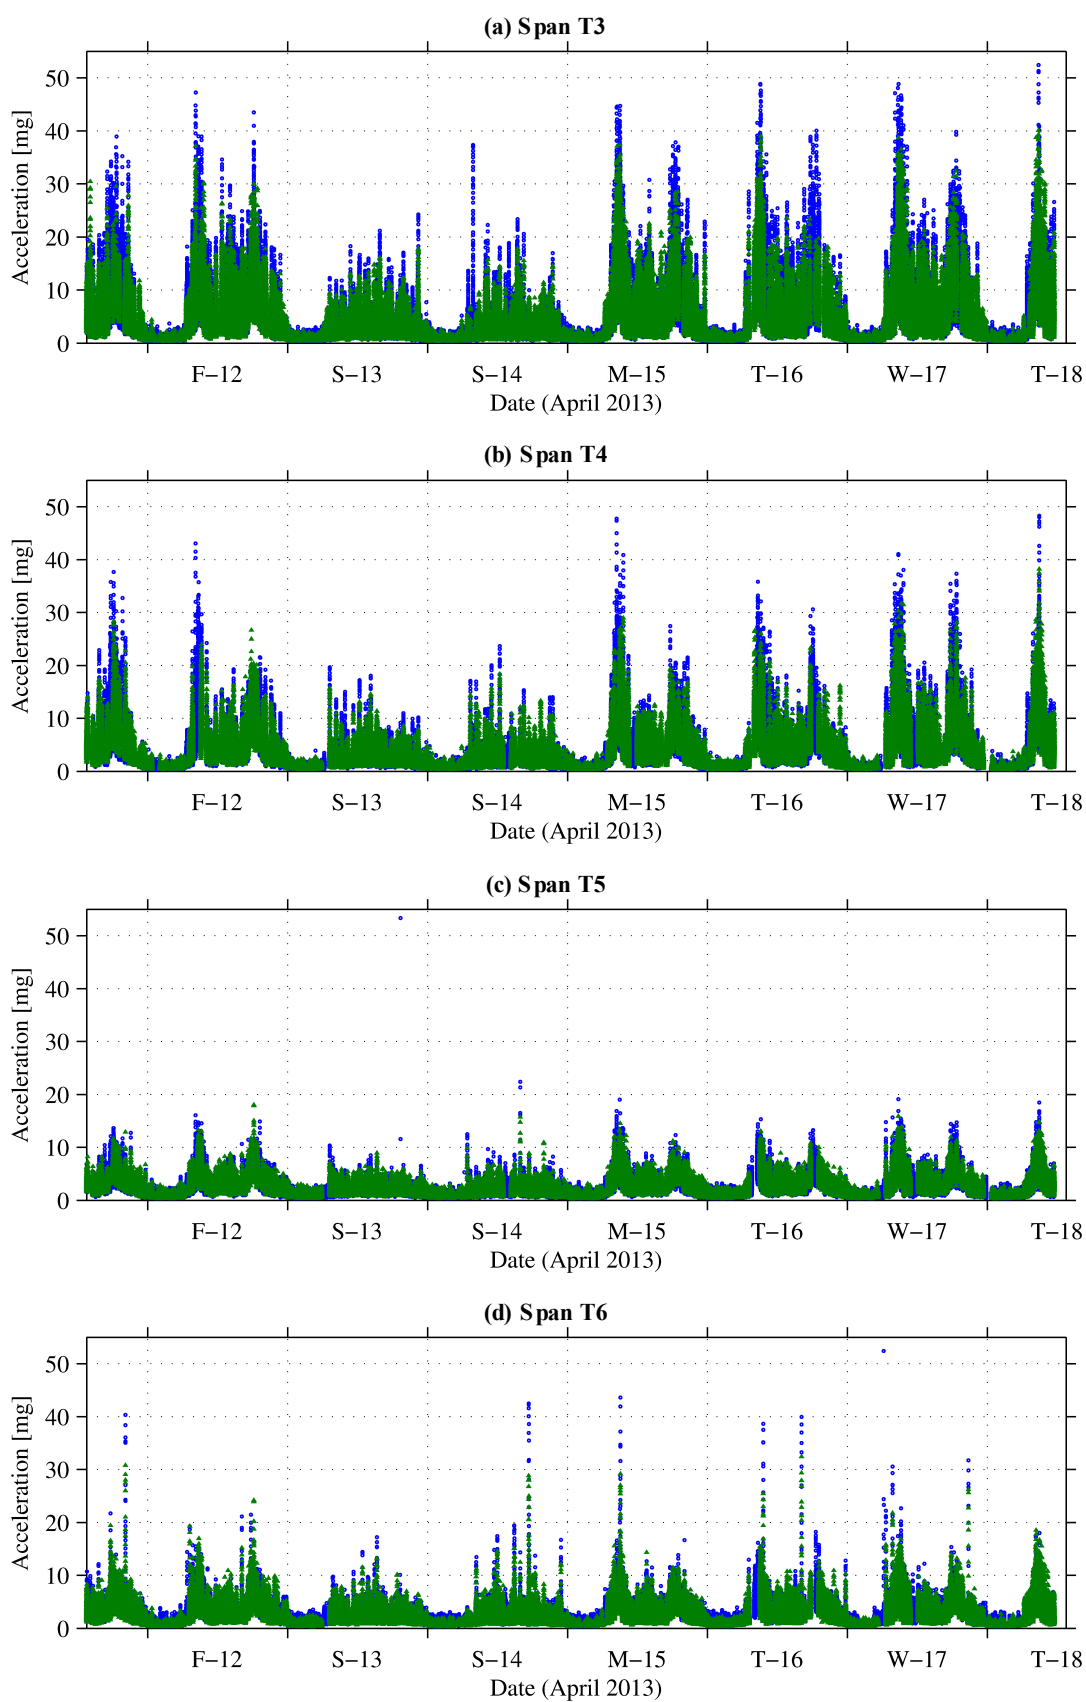 (a) Span T3
50
40
30
20
10
0
Acceleration [mg]
F−12 S−13 S−14 M−15 T−16 W−17 T−18
Date (April 2013)
(b) Span T4
50
40
30
20
10
0
Acceleration [mg]
F−12 S−13 S−14 M−15 T−16 W−17 T−18
Date (April 2013)
(c) Span T5
50
40
30
20
10
0
Acceleration [mg]
F−12 S−13 S−14 M−15 T−16 W−17 T−18
Date (April 2013)
(d) Span T6
50
40
30
20
10
0
Acceleration [mg]
F−12 S−13 S−14 M−15 T−16 W−17 T−18
Date (April 2013)